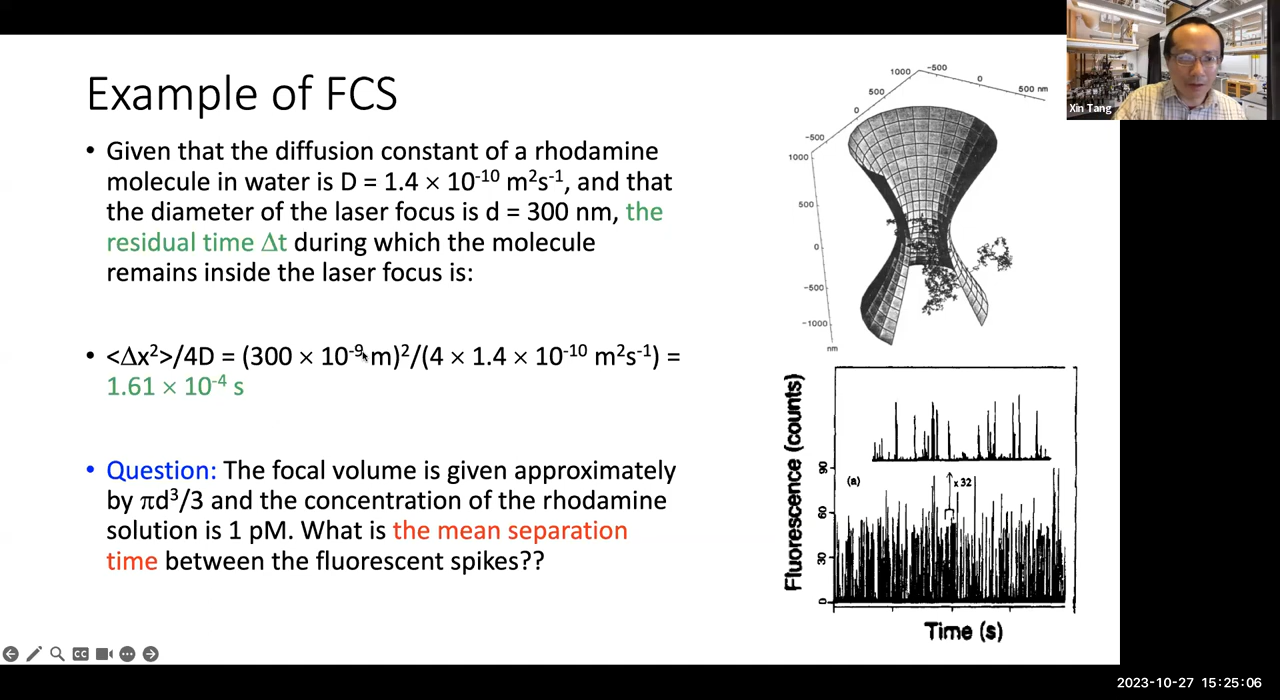 Example of FCS
• Given that the diffusion constant of a rhodamine
molecule in water is D = 1.4 × 10⁻¹⁰ m²s⁻¹, and that
the diameter of the laser focus is d = 300 nm, the
residual time Δt during which the molecule
remains inside the laser focus is:
• <Δx²>/4D = (300 × 10⁻⁹ m)²/(4 × 1.4 × 10⁻¹⁰ m²s⁻¹) =
1.61 × 10⁻⁴ s
• Question: The focal volume is given approximately
by πd³/3 and the concentration of the rhodamine
solution is 1 pM. What is the mean separation
time between the fluorescent spikes??
1000
-500
500
0
0
500 nm
-500
1000
500
0
-500
-1000
nm
Fluorescence (counts)
90
60
30
0
(a)
x 32
Time (s)
CC
Xin Tang
2023-10-27 15:25:06